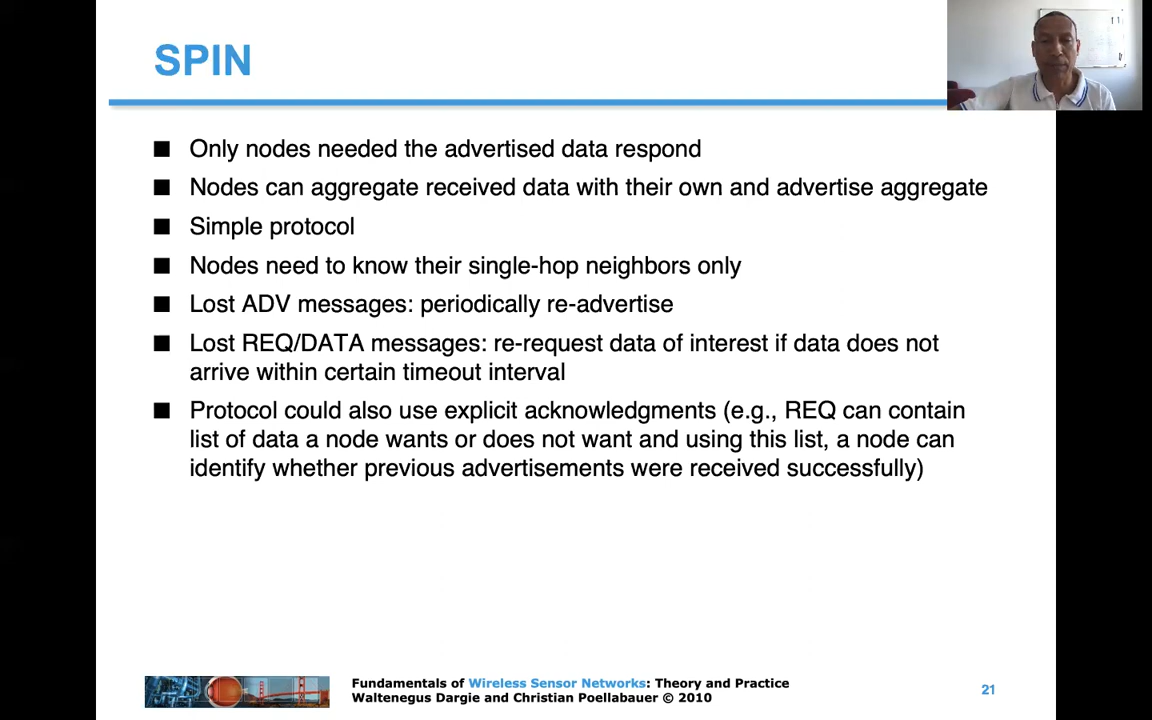 SPIN
■ Only nodes needed the advertised data respond
■ Nodes can aggregate received data with their own and advertise aggregate
■ Simple protocol
■ Nodes need to know their single-hop neighbors only
■ Lost ADV messages: periodically re-advertise
■ Lost REQ/DATA messages: re-request data of interest if data does not
arrive within certain timeout interval
■ Protocol could also use explicit acknowledgments (e.g., REQ can contain
list of data a node wants or does not want and using this list, a node can
identify whether previous advertisements were received successfully)
Fundamentals of Wireless Sensor Networks: Theory and Practice
Waltenegus Dargie and Christian Poellabauer © 2010
21